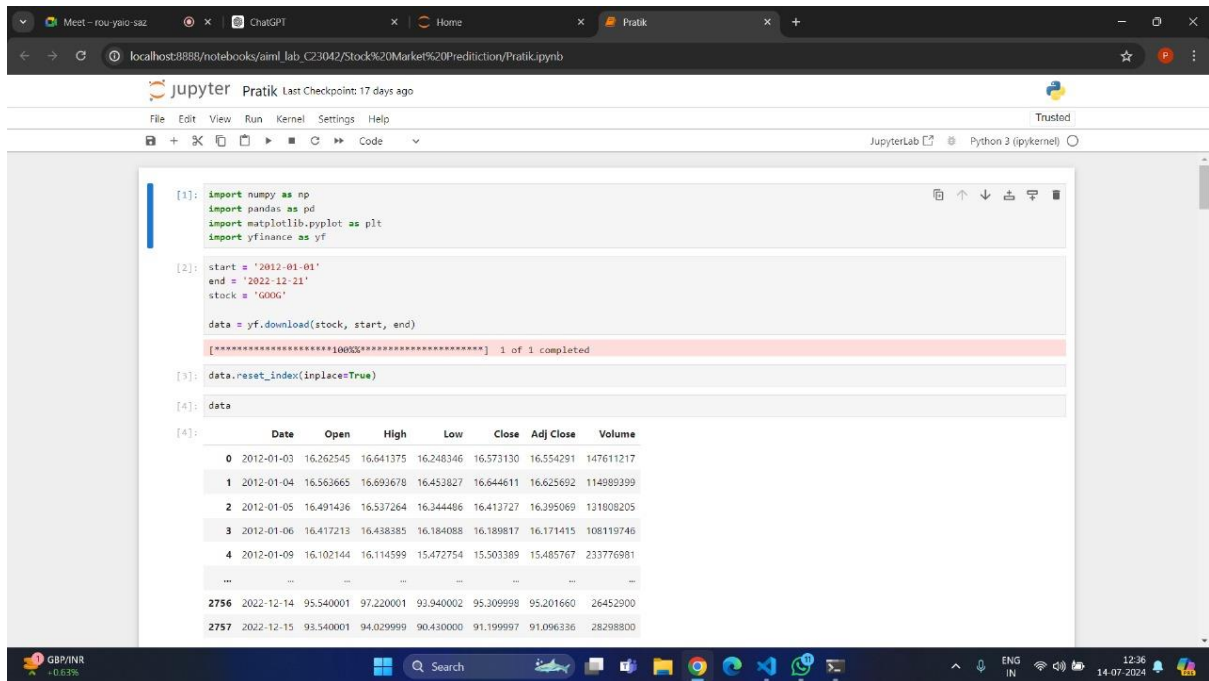 Meet – rou-yaio-saz
ChatGPT
Home
Pratik
localhost:8888/notebooks/aiml_lab_C23042/Stock%20Market%20Preditiction/Pratik.ipynb
P
jupyter Pratik Last Checkpoint: 17 days ago
File Edit View Run Kernel Settings Help
Trusted
Code
JupyterLab
Python 3 (ipykernel)
[1]: import numpy as np
import pandas as pd
import matplotlib.pyplot as plt
import yfinance as yf
[2]: start = '2012-01-01'
end = '2022-12-21'
stock = 'GOOG'
data = yf.download(stock, start, end)
[*********************100%%**********************] 1 of 1 completed
[3]: data.reset_index(inplace=True)
[4]: data
[4]: Date Open High Low Close Adj Close Volume
0 2012-01-03 16.262545 16.641375 16.248346 16.573130 16.554291 147611217
1 2012-01-04 16.563665 16.693678 16.453827 16.644611 16.625692 114989399
2 2012-01-05 16.491436 16.537264 16.344486 16.413727 16.395069 131808205
3 2012-01-06 16.417213 16.438385 16.184088 16.189817 16.171415 108119746
4 2012-01-09 16.102144 16.114599 15.472754 15.503389 15.485767 233776981
... ... ... ... ... ... ... ...
2756 2022-12-14 95.540001 97.220001 93.940002 95.309998 95.201660 26452900
2757 2022-12-15 93.540001 94.029999 90.430000 91.199997 91.096336 28298800
1
GBP/INR
+0.63%
Search
ENG
IN
12:36
14-07-2024